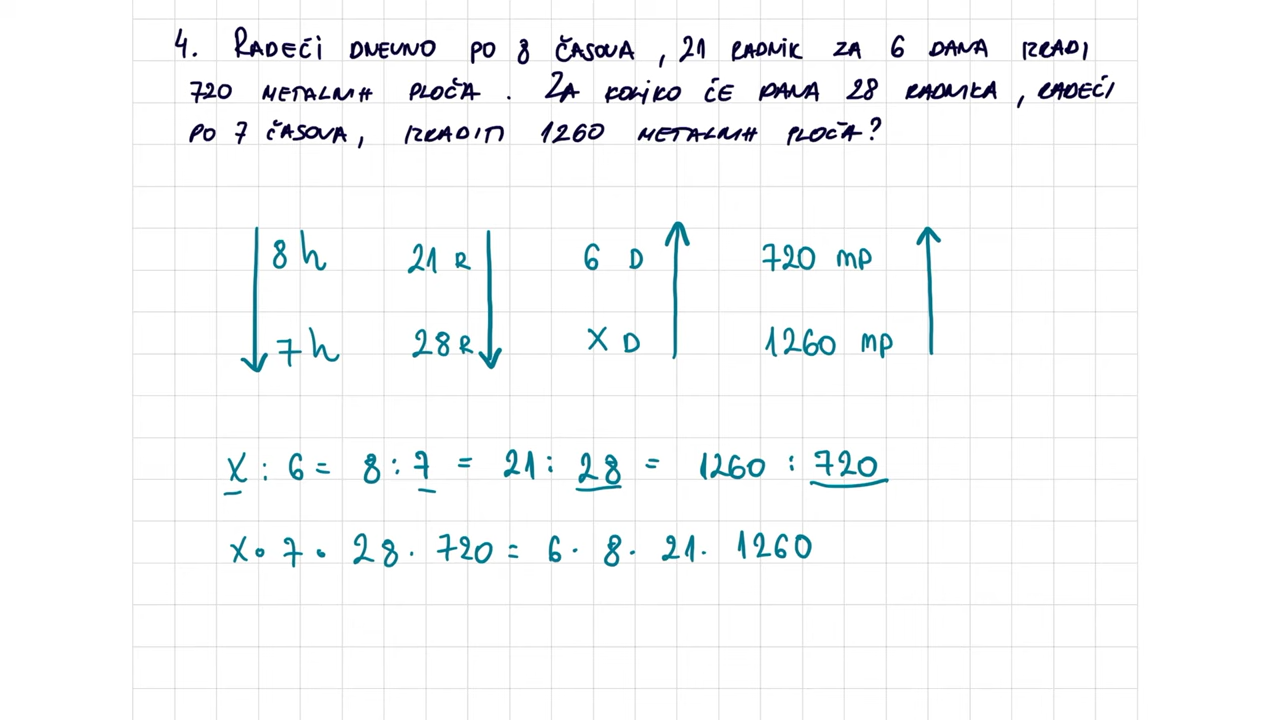 4. RADEĆI DNEVNO PO 8 ČASOVA, 21 RADNIK ZA 6 DANA IZRADI
720 METALNIH PLOČA. ZA KOLIKO ĆE DANA 28 RADNIKA, RADEĆI
PO 7 ČASOVA, IZRADITI 1260 METALNIH PLOČA?
8h 21 R 6 D 720 MP
7h 28 R X D 1260 MP
X : 6 = 8 : 7 = 21 : 28 = 1260 : 720
X • 7 • 28 · 720 = 6 · 8 · 21 · 1260